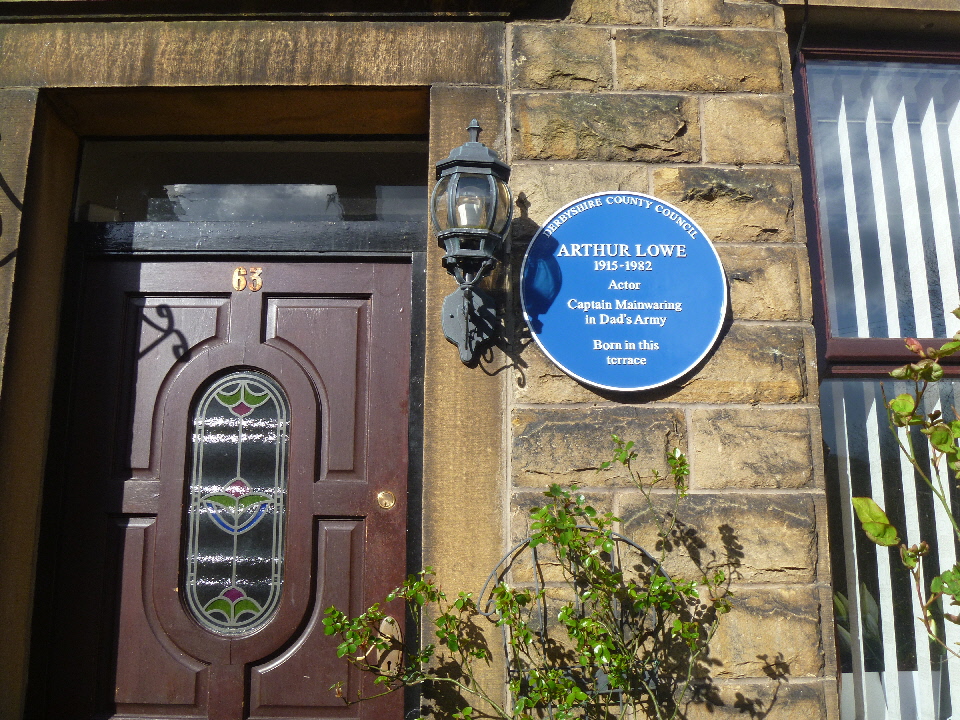 63
DERBYSHIRE COUNTY COUNCIL
ARTHUR LOWE
1915-1982
Actor
Captain Mainwaring
in Dad's Army
Born in this
terrace